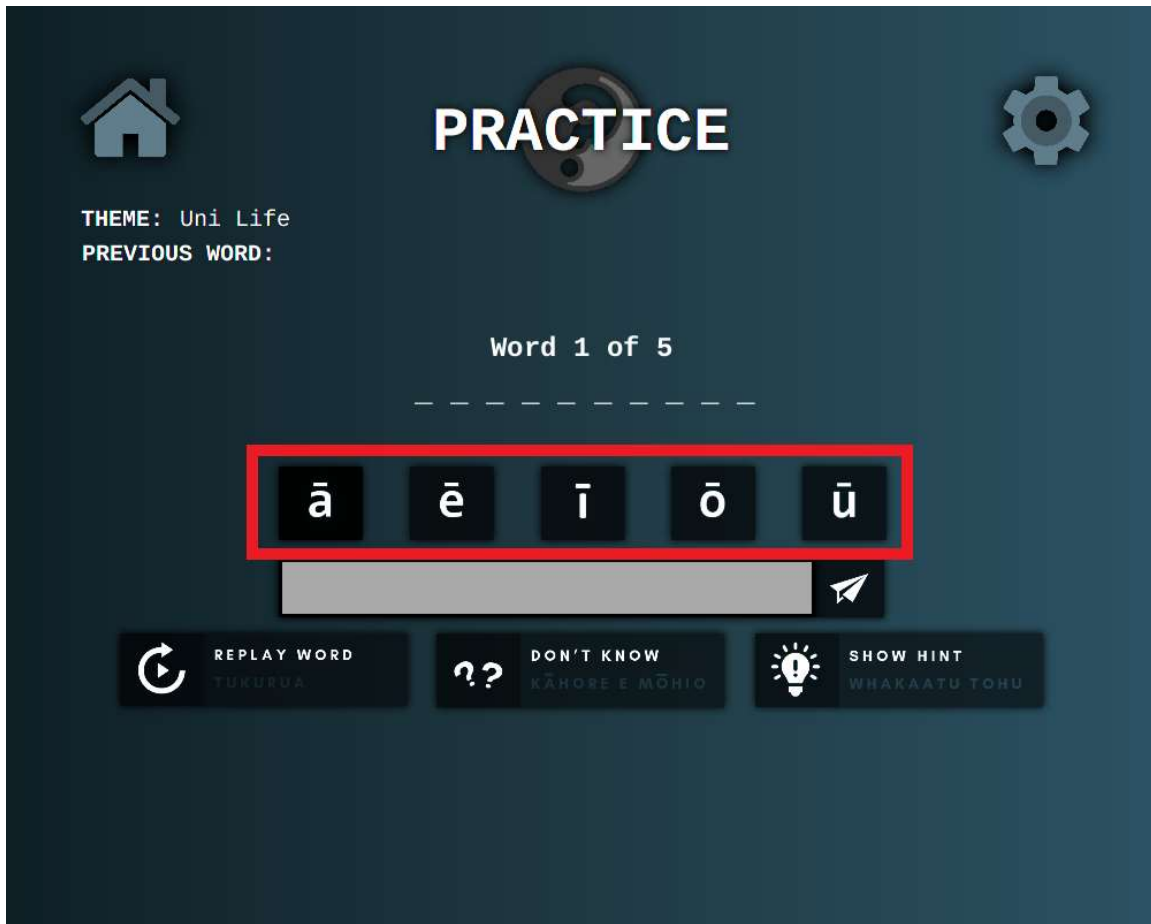 PRACTICE
THEME: Uni Life
PREVIOUS WORD:
Word 1 of 5
_ _ _ _ _ _ _ _ _ _
ā ē ī ō ū
REPLAY WORD
TUKURUA
?? DON'T KNOW
KĀHORE E MŌHIO
SHOW HINT
WHAKAATU TOHU